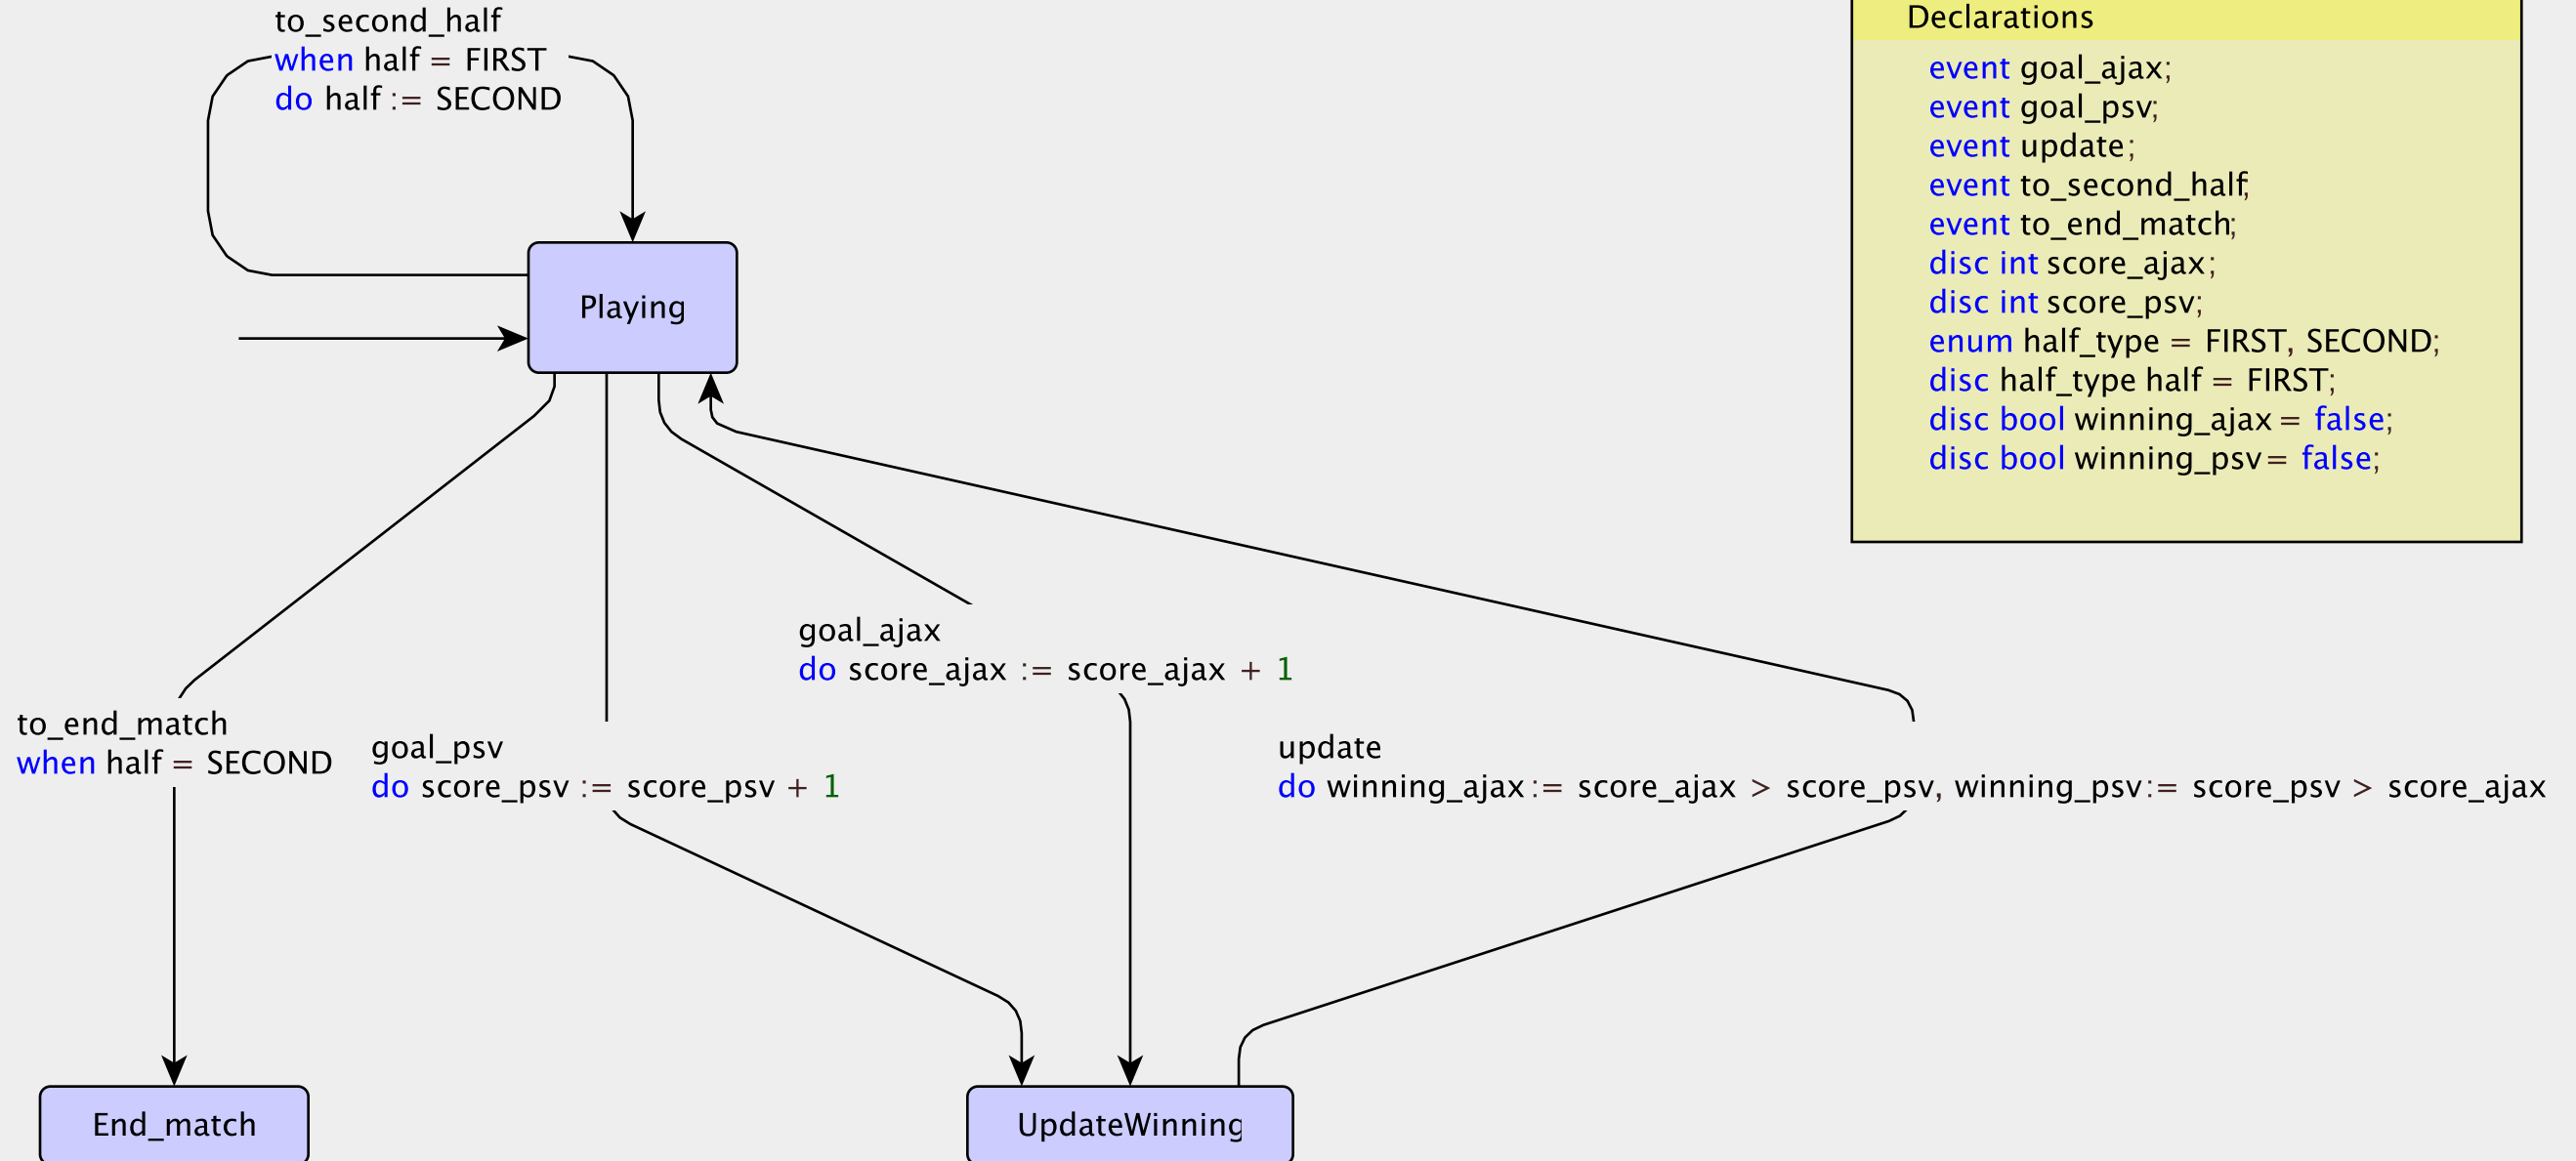 to_second_half
when half = FIRST
do half := SECOND
Declarations
event goal_ajax;
event goal_psv;
event update;
event to_second_half;
event to_end_match;
disc int score_ajax;
disc int score_psv;
enum half_type = FIRST, SECOND;
disc half_type half = FIRST;
disc bool winning_ajax = false;
disc bool winning_psv = false;
Playing
goal_ajax
do score_ajax := score_ajax + 1
to_end_match
when half = SECOND
goal_psv
do score_psv := score_psv + 1
update
do winning_ajax := score_ajax > score_psv, winning_psv := score_psv > score_ajax
End_match
UpdateWinning